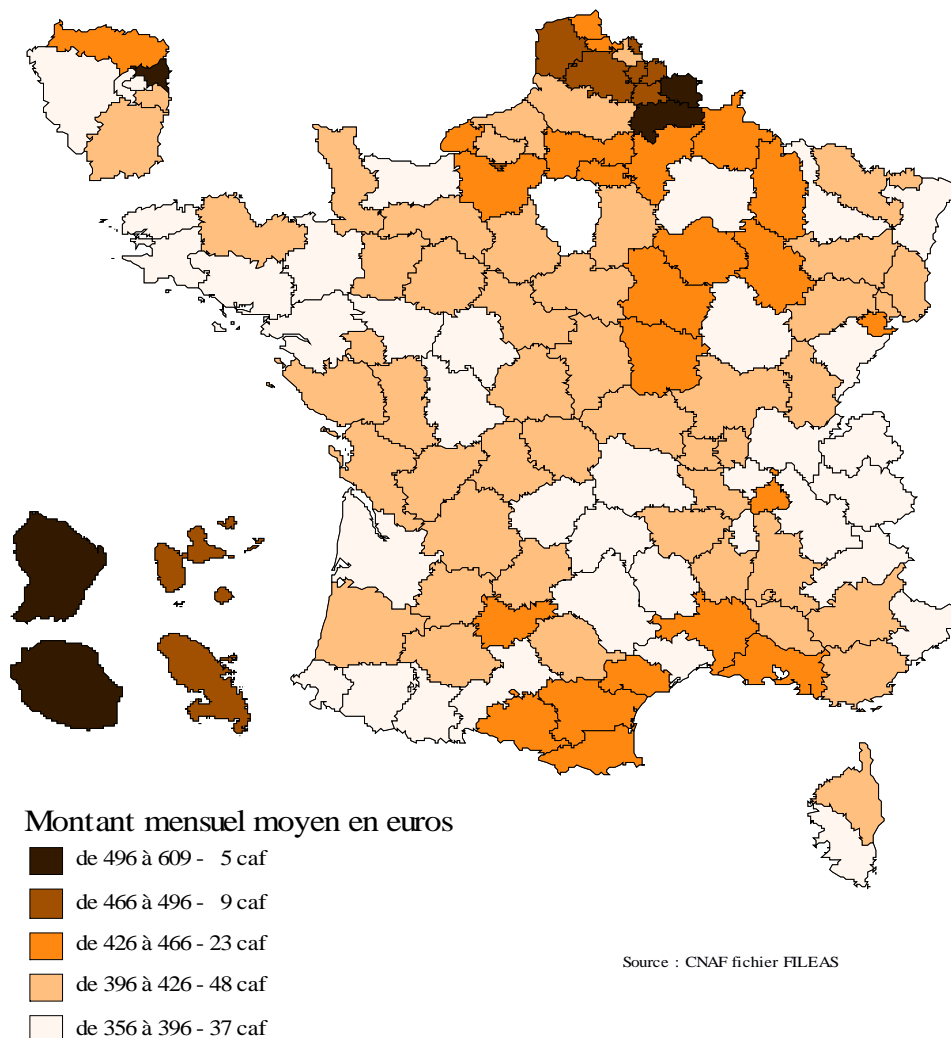 Montant mensuel moyen en euros
de 496 à 609 - 5 caf
de 466 à 496 - 9 caf
de 426 à 466 - 23 caf
de 396 à 426 - 48 caf
de 356 à 396 - 37 caf
Source : CNAF fichier FILEAS